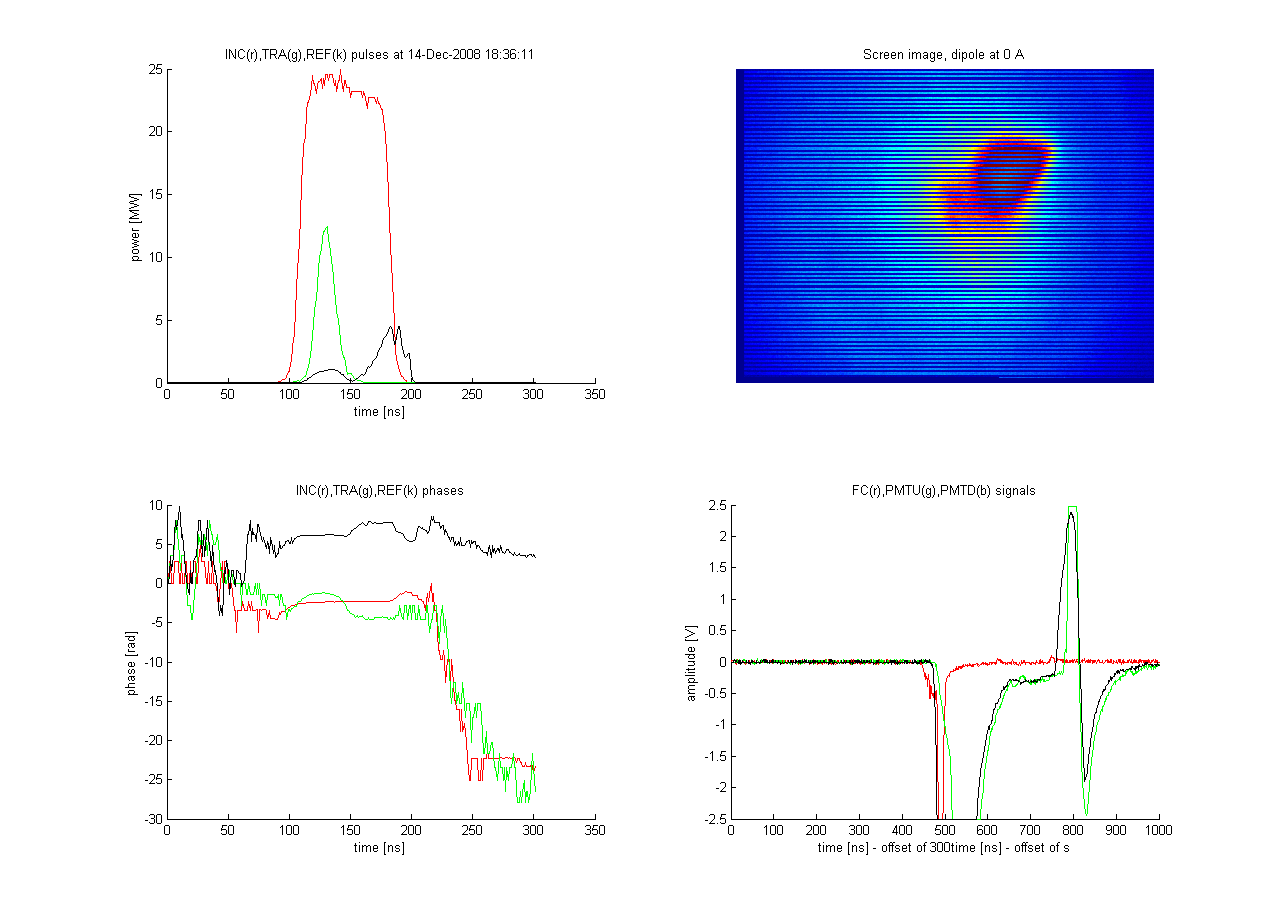 INC(r),TRA(g),REF(k) pulses at 14-Dec-2008 18:36:11
25
20
15
10
5
0
power [MW]
0 50 100 150 200 250 300 350
time [ns]
Screen image, dipole at 0 A
INC(r),TRA(g),REF(k) phases
10
5
0
-5
-10
-15
-20
-25
-30
phase [rad]
0 50 100 150 200 250 300 350
time [ns]
FC(r),PMTU(g),PMTD(b) signals
2.5
2
1.5
1
0.5
0
-0.5
-1
-1.5
-2
-2.5
amplitude [V]
0 100 200 300 400 500 600 700 800 900 1000
time [ns] - offset of 300time [ns] - offset of s